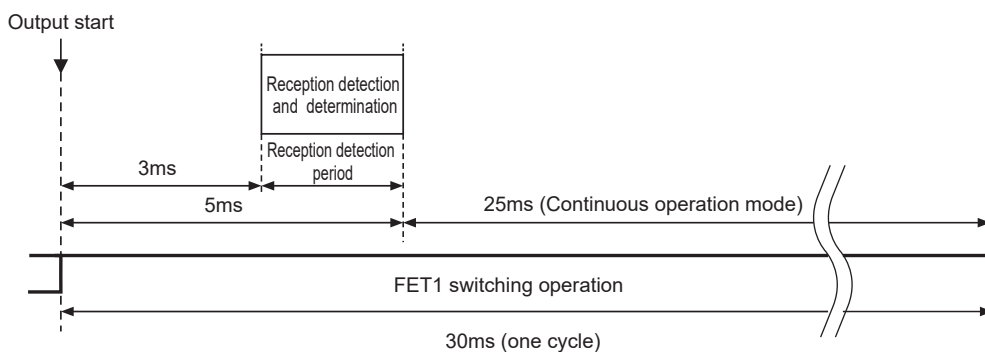 Output start
Reception detection
and determination
Reception detection
period
3ms
5ms
25ms (Continuous operation mode)
FET1 switching operation
30ms (one cycle)